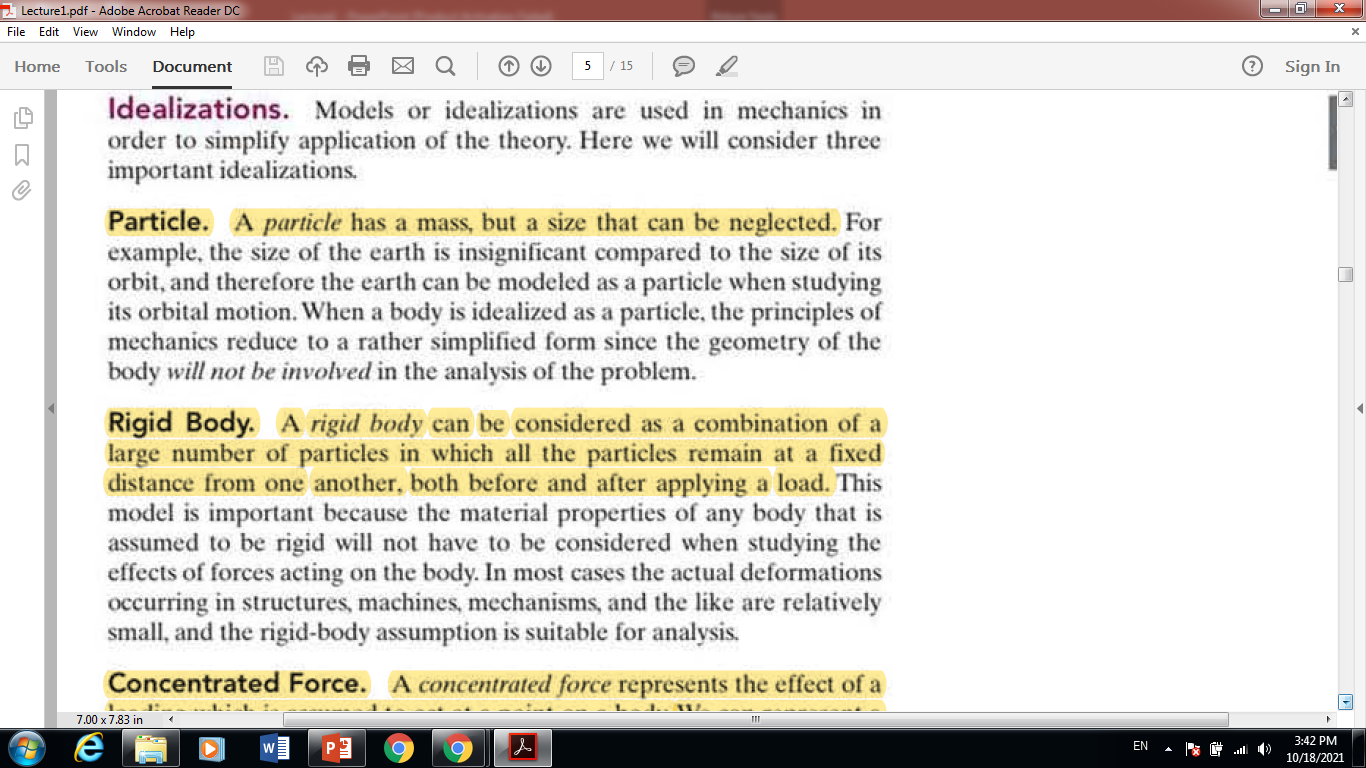 Lecture1.pdf - Adobe Acrobat Reader DC
File Edit View Window Help
Home Tools Document 5 / 15 Sign In
Idealizations. Models or idealizations are used in mechanics in
order to simplify application of the theory. Here we will consider three
important idealizations.
Particle. A particle has a mass, but a size that can be neglected. For
example, the size of the earth is insignificant compared to the size of its
orbit, and therefore the earth can be modeled as a particle when studying
its orbital motion. When a body is idealized as a particle, the principles of
mechanics reduce to a rather simplified form since the geometry of the
body will not be involved in the analysis of the problem.
Rigid Body. A rigid body can be considered as a combination of a
large number of particles in which all the particles remain at a fixed
distance from one another, both before and after applying a load. This
model is important because the material properties of any body that is
assumed to be rigid will not have to be considered when studying the
effects of forces acting on the body. In most cases the actual deformations
occurring in structures, machines, mechanisms, and the like are relatively
small, and the rigid-body assumption is suitable for analysis.
Concentrated Force. A concentrated force represents the effect of a
7.00 x 7.83 in
EN 3:42 PM
10/18/2021